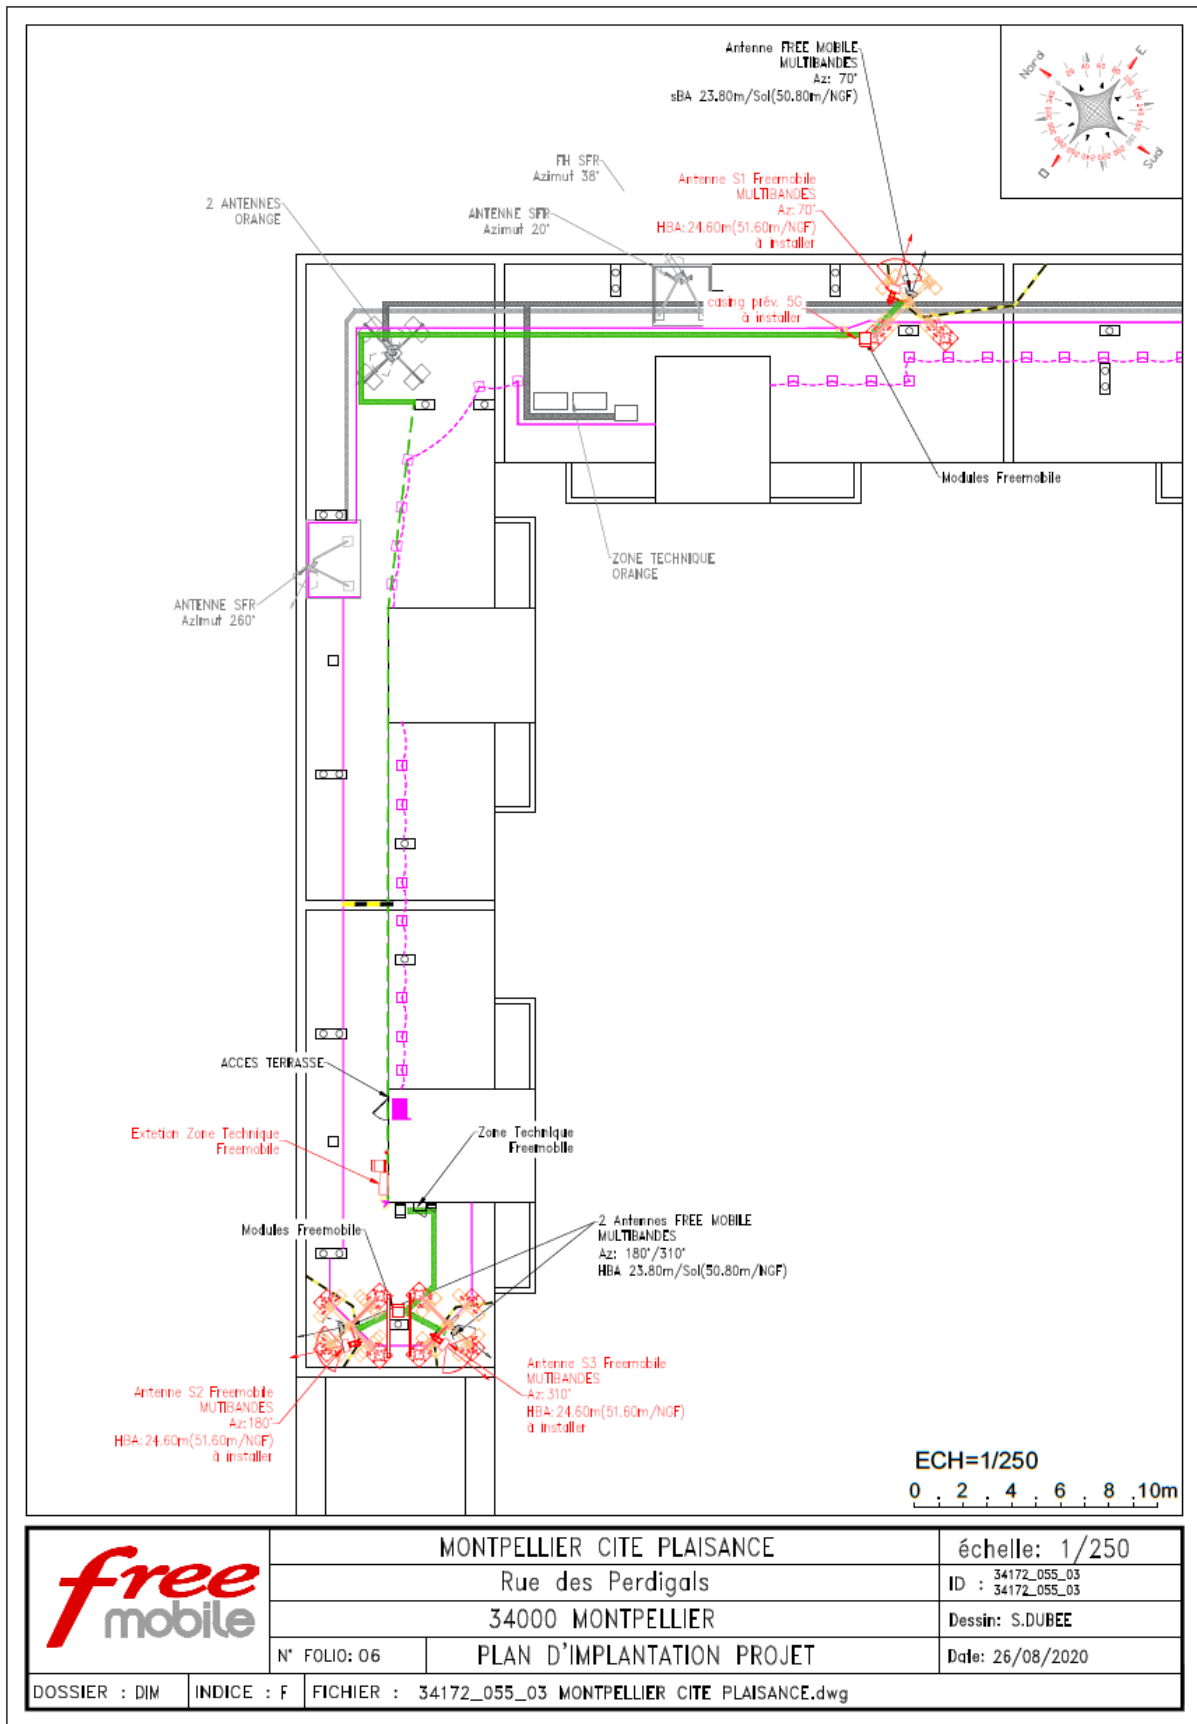 Antenne FREE MOBILE
MULTIBANDES
Az: 70°
sBA 23.80m/Sol(50.80m/NGF)
Nord
E
Sud
O
FH SFR
Azimut 38°
Antenne S1 Freemobile
MULTIBANDES
Az: 70°
HBA: 24.60m(51.60m/NGF)
à installer
2 ANTENNES
ORANGE
ANTENNE SFR
Azimut 20°
casing prév. 5G
à installer
Modules Freemobile
ZONE TECHNIQUE
ORANGE
ANTENNE SFR
Azimut 260°
ACCES TERRASSE
Extetion Zone Technique
Freemobile
Zone Technique
Freemobile
Modules Freemobile
2 Antennes FREE MOBILE
MULTIBANDES
Az: 180°/310°
HBA 23.80m/Sol(50.80m/NGF)
Antenne S2 Freemobile
MUTIBANDES
Az: 180°
HBA: 24.60m(51.60m/NGF)
à installer
Antenne S3 Freemobile
MUTIBANDES
Az: 310°
HBA: 24.60m(51.60m/NGF)
à installer
ECH=1/250
0 2 4 6 8 10m
free
mobile
MONTPELLIER CITE PLAISANCE
échelle: 1/250
Rue des Perdigals
ID : 34172_055_03
34172_055_03
34000 MONTPELLIER
Dessin: S.DUBEE
N° FOLIO: 06
PLAN D'IMPLANTATION PROJET
Date: 26/08/2020
DOSSIER : DIM
INDICE : F
FICHIER : 34172_055_03 MONTPELLIER CITE PLAISANCE.dwg